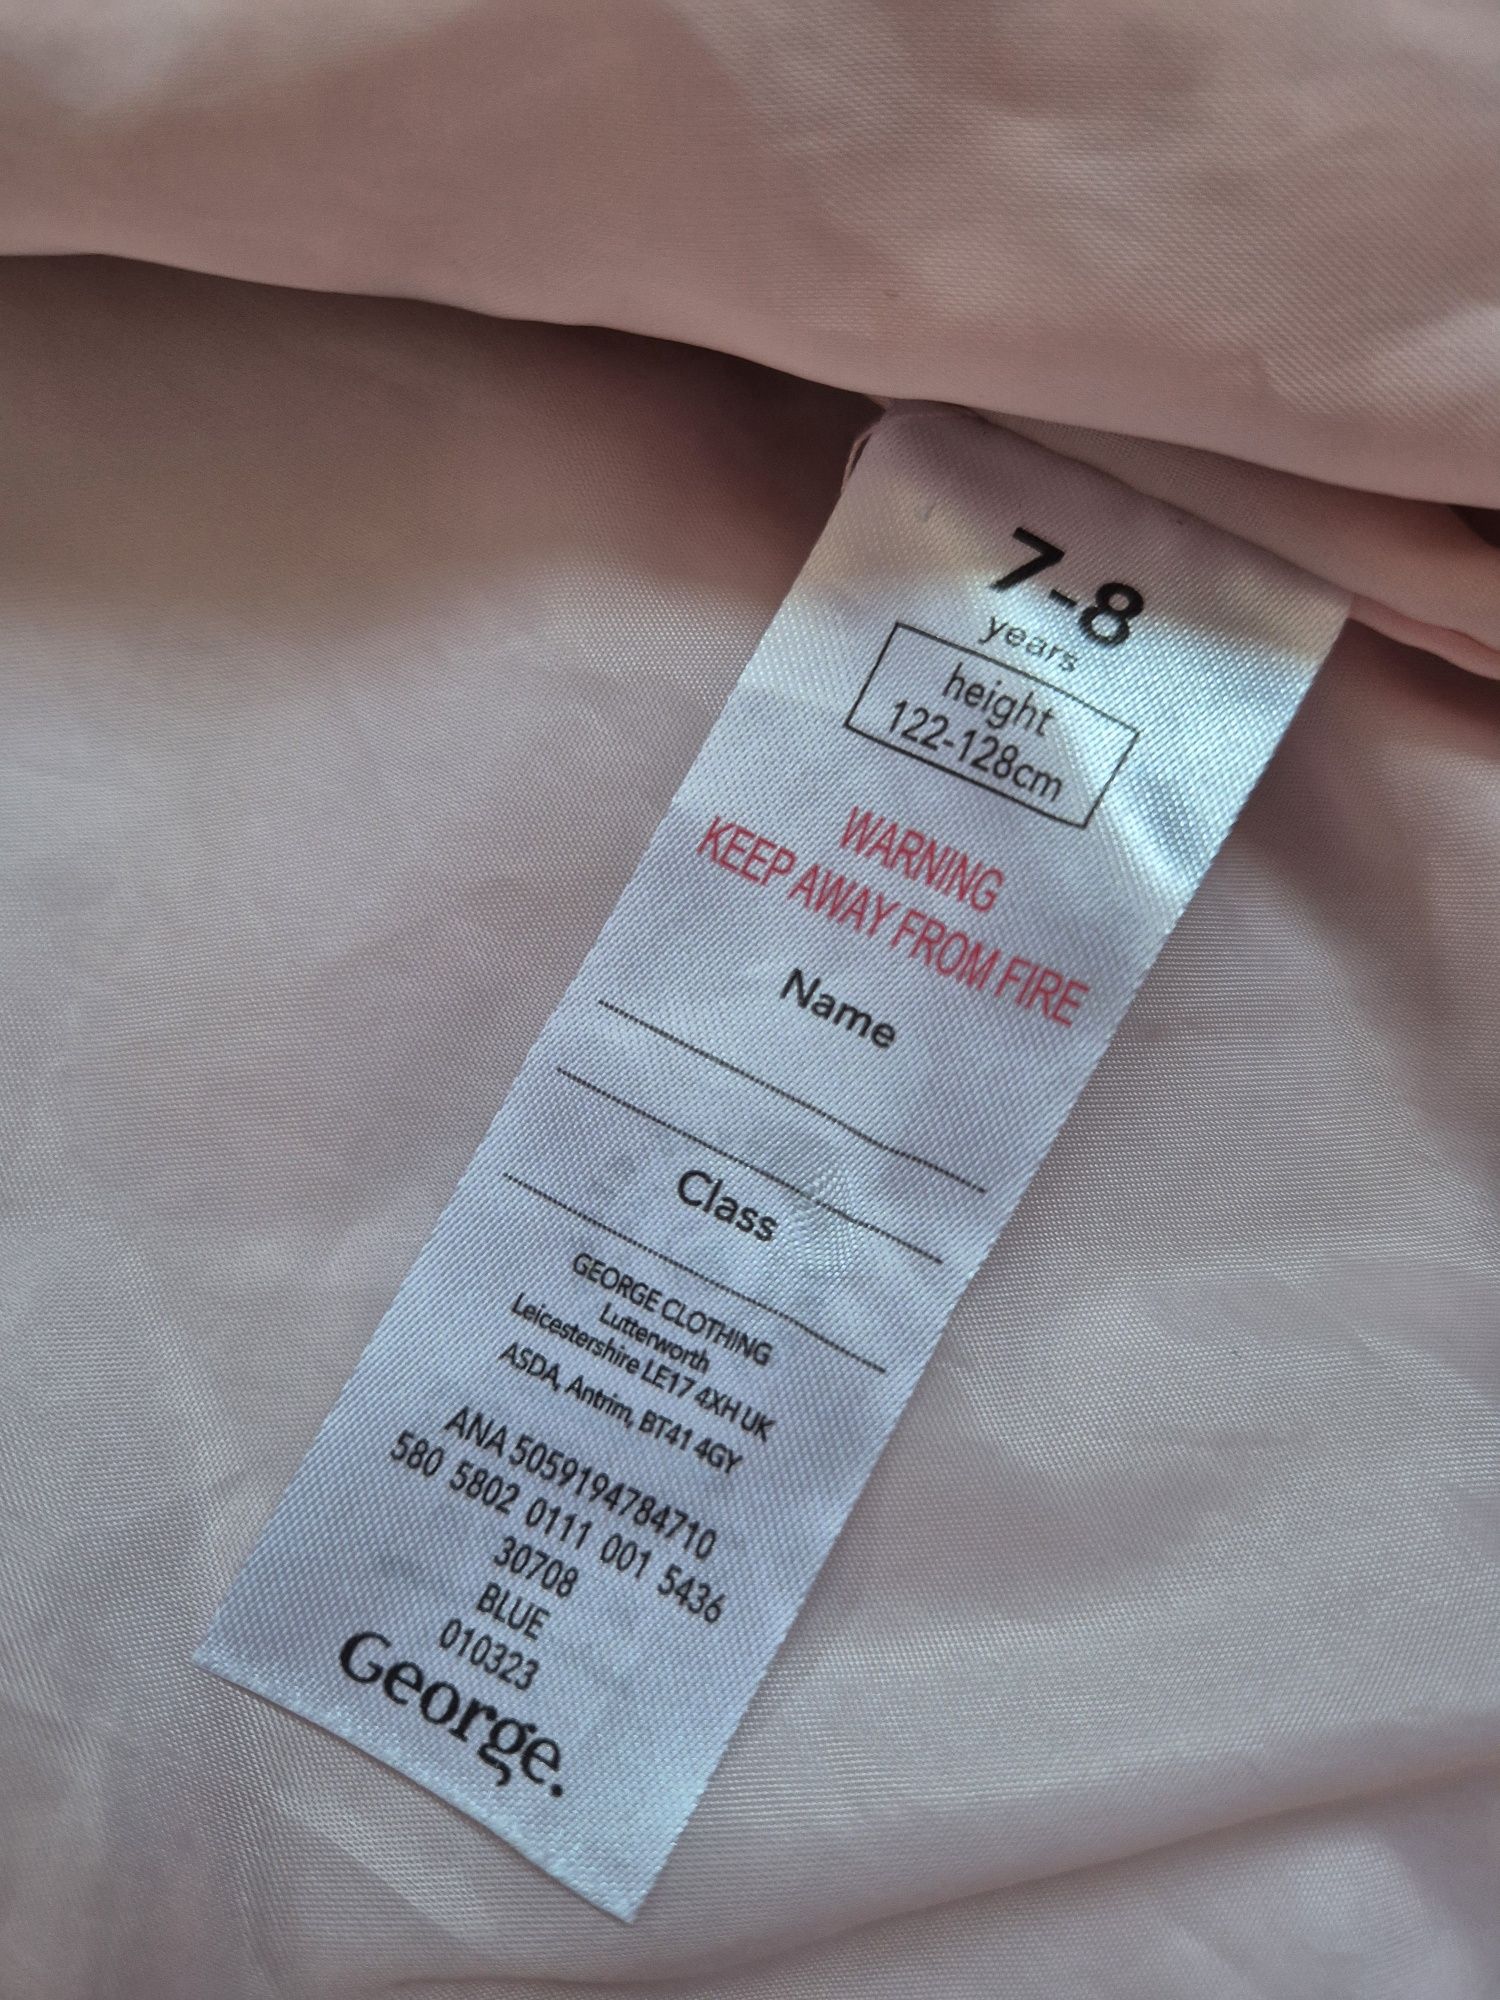 7-8
years
height
122-128cm
WARNING
KEEP AWAY FROM FIRE
Name
Class
GEORGE CLOTHING
Lutterworth
Leicestershire LE17 4XH UK
ASDA, Antrim, BT41 4GY
ANA 5059194784710
580 5802 0111 001 5436
30708
BLUE
010323
George.